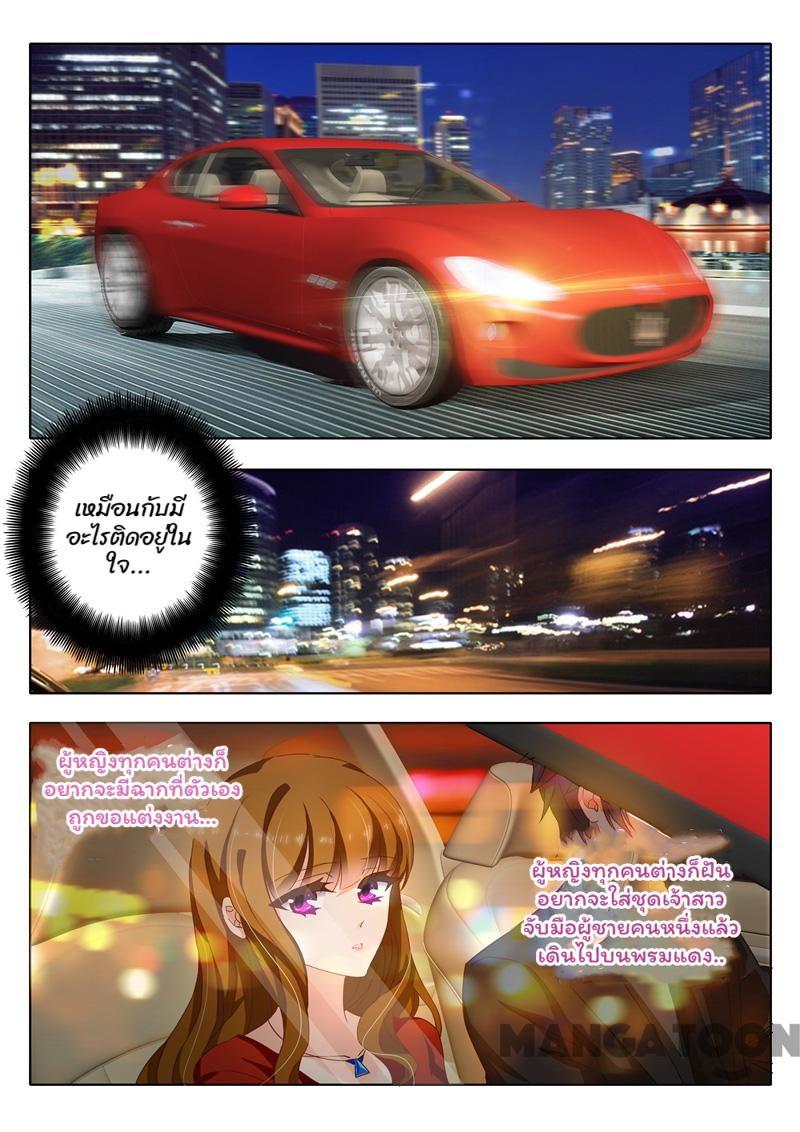 เหมือนกับมี
อะไรติดอยู่ใน
ใจ...
ผู้หญิงทุกคนต่างก็
อยากจะมีฉากที่ตัวเอง
ถูกขอแต่งงาน...
ผู้หญิงทุกคนต่างก็ฝัน
อยากจะใส่ชุดเจ้าสาว
จับมือผู้ชายคนหนึ่งแล้ว
เดินไปบนพรมแดง..
MANGATOON